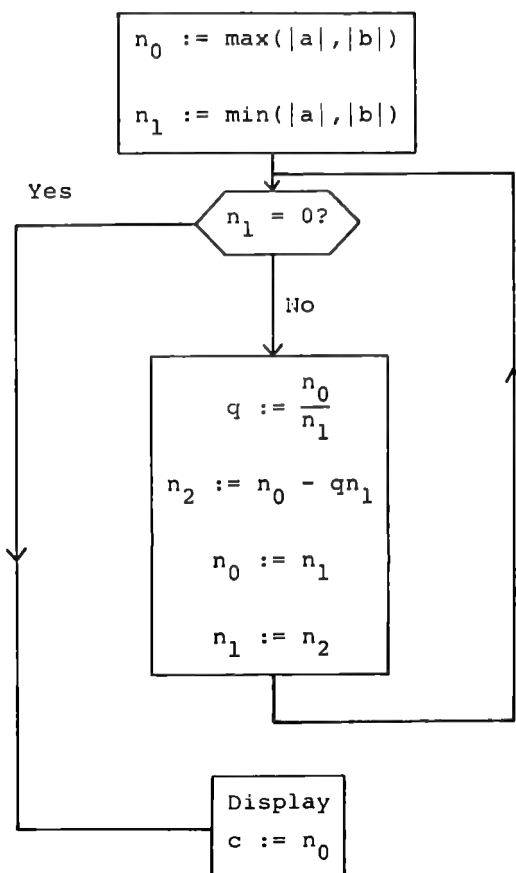 n₀ := max(|a|,|b|)
n₁ := min(|a|,|b|)
Yes
n₁ = 0?
No
q := n₀/n₁
n₂ := n₀ - qn₁
n₀ := n₁
n₁ := n₂
Display
c := n₀